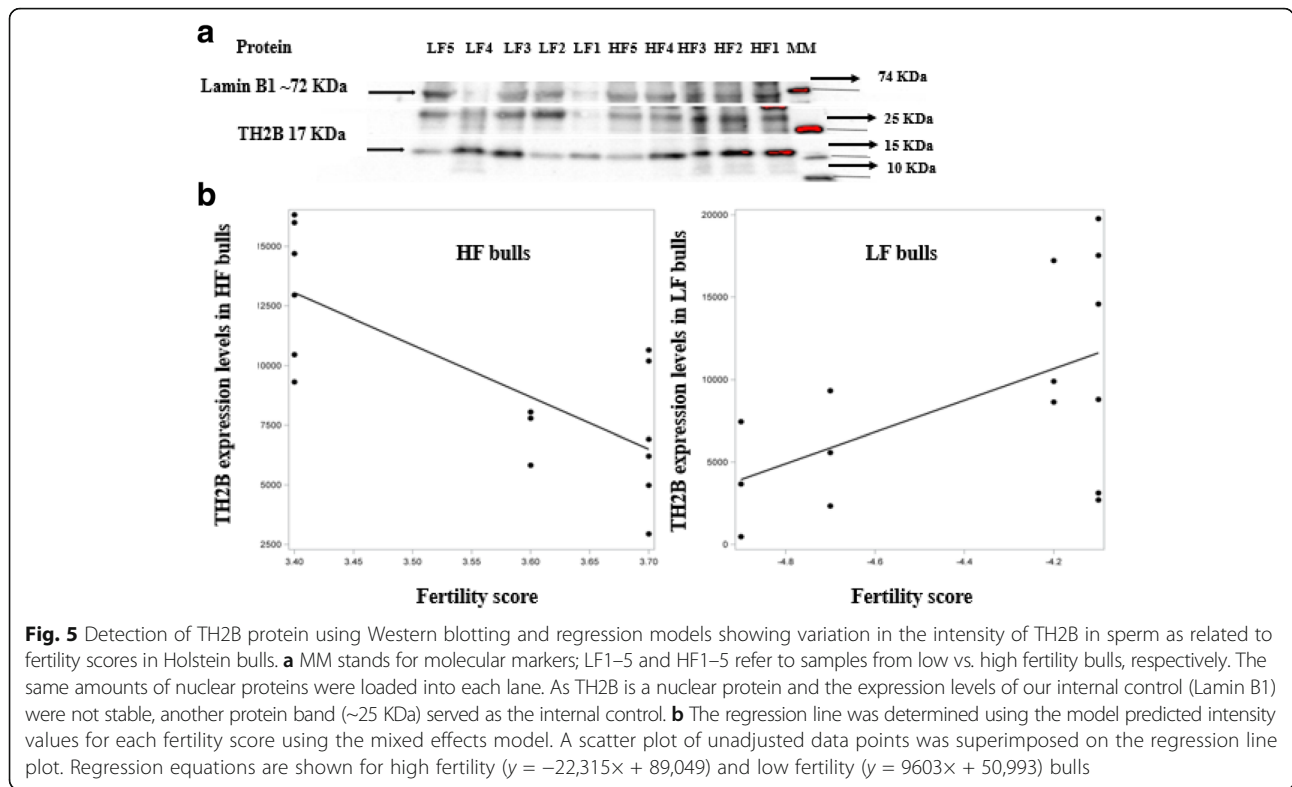 a
Protein LF5 LF4 LF3 LF2 LF1 HF5 HF4 HF3 HF2 HF1 MM
Lamin B1 ~72 KDa
74 KDa
25 KDa
TH2B 17 KDa
15 KDa
10 KDa
b
TH2B expression levels in HF bulls
15000
12500
10000
7500
5000
2500
HF bulls
3.40 3.45 3.50 3.55 3.60 3.65 3.70
Fertility score
TH2B expression levels in LF bulls
20000
15000
10000
5000
0
LF bulls
-4.8 -4.6 -4.4 -4.2
Fertility score
Fig. 5 Detection of TH2B protein using Western blotting and regression models showing variation in the intensity of TH2B in sperm as related to
fertility scores in Holstein bulls. a MM stands for molecular markers; LF1–5 and HF1–5 refer to samples from low vs. high fertility bulls, respectively. The
same amounts of nuclear proteins were loaded into each lane. As TH2B is a nuclear protein and the expression levels of our internal control (Lamin B1)
were not stable, another protein band (~25 KDa) served as the internal control. b The regression line was determined using the model predicted intensity
values for each fertility score using the mixed effects model. A scatter plot of unadjusted data points was superimposed on the regression line
plot. Regression equations are shown for high fertility (y = −22,315× + 89,049) and low fertility (y = 9603× + 50,993) bulls